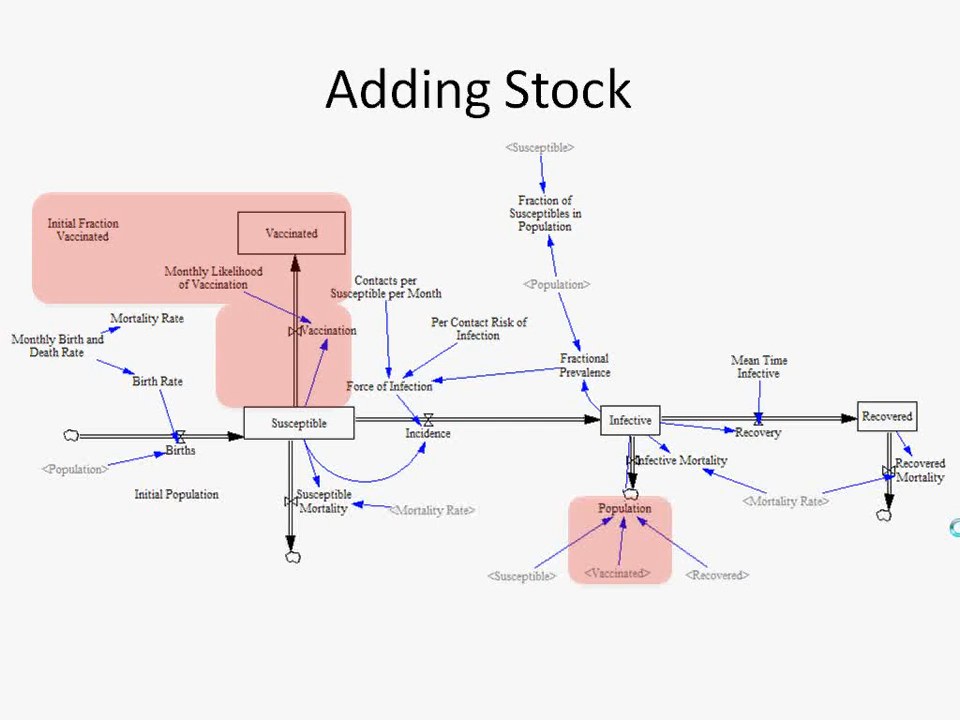 Adding Stock
<Susceptible>
Fraction of
Susceptibles in
Population
Initial Fraction
Vaccinated
Vaccinated
Monthly Likelihood
of Vaccination
Contacts per
Susceptible per Month
<Population>
Mortality Rate
Vaccination
Per Contact Risk of
Infection
Monthly Birth and
Death Rate
Birth Rate
Force of Infection
Fractional
Prevalence
Mean Time
Infective
Susceptible
Infective
Recovered
Births
Incidence
Recovery
<Population>
Infective Mortality
Recovered
Mortality
Initial Population
Susceptible
Mortality
<Mortality Rate>
<Mortality Rate>
Population
<Susceptible>
<Vaccinated>
<Recovered>